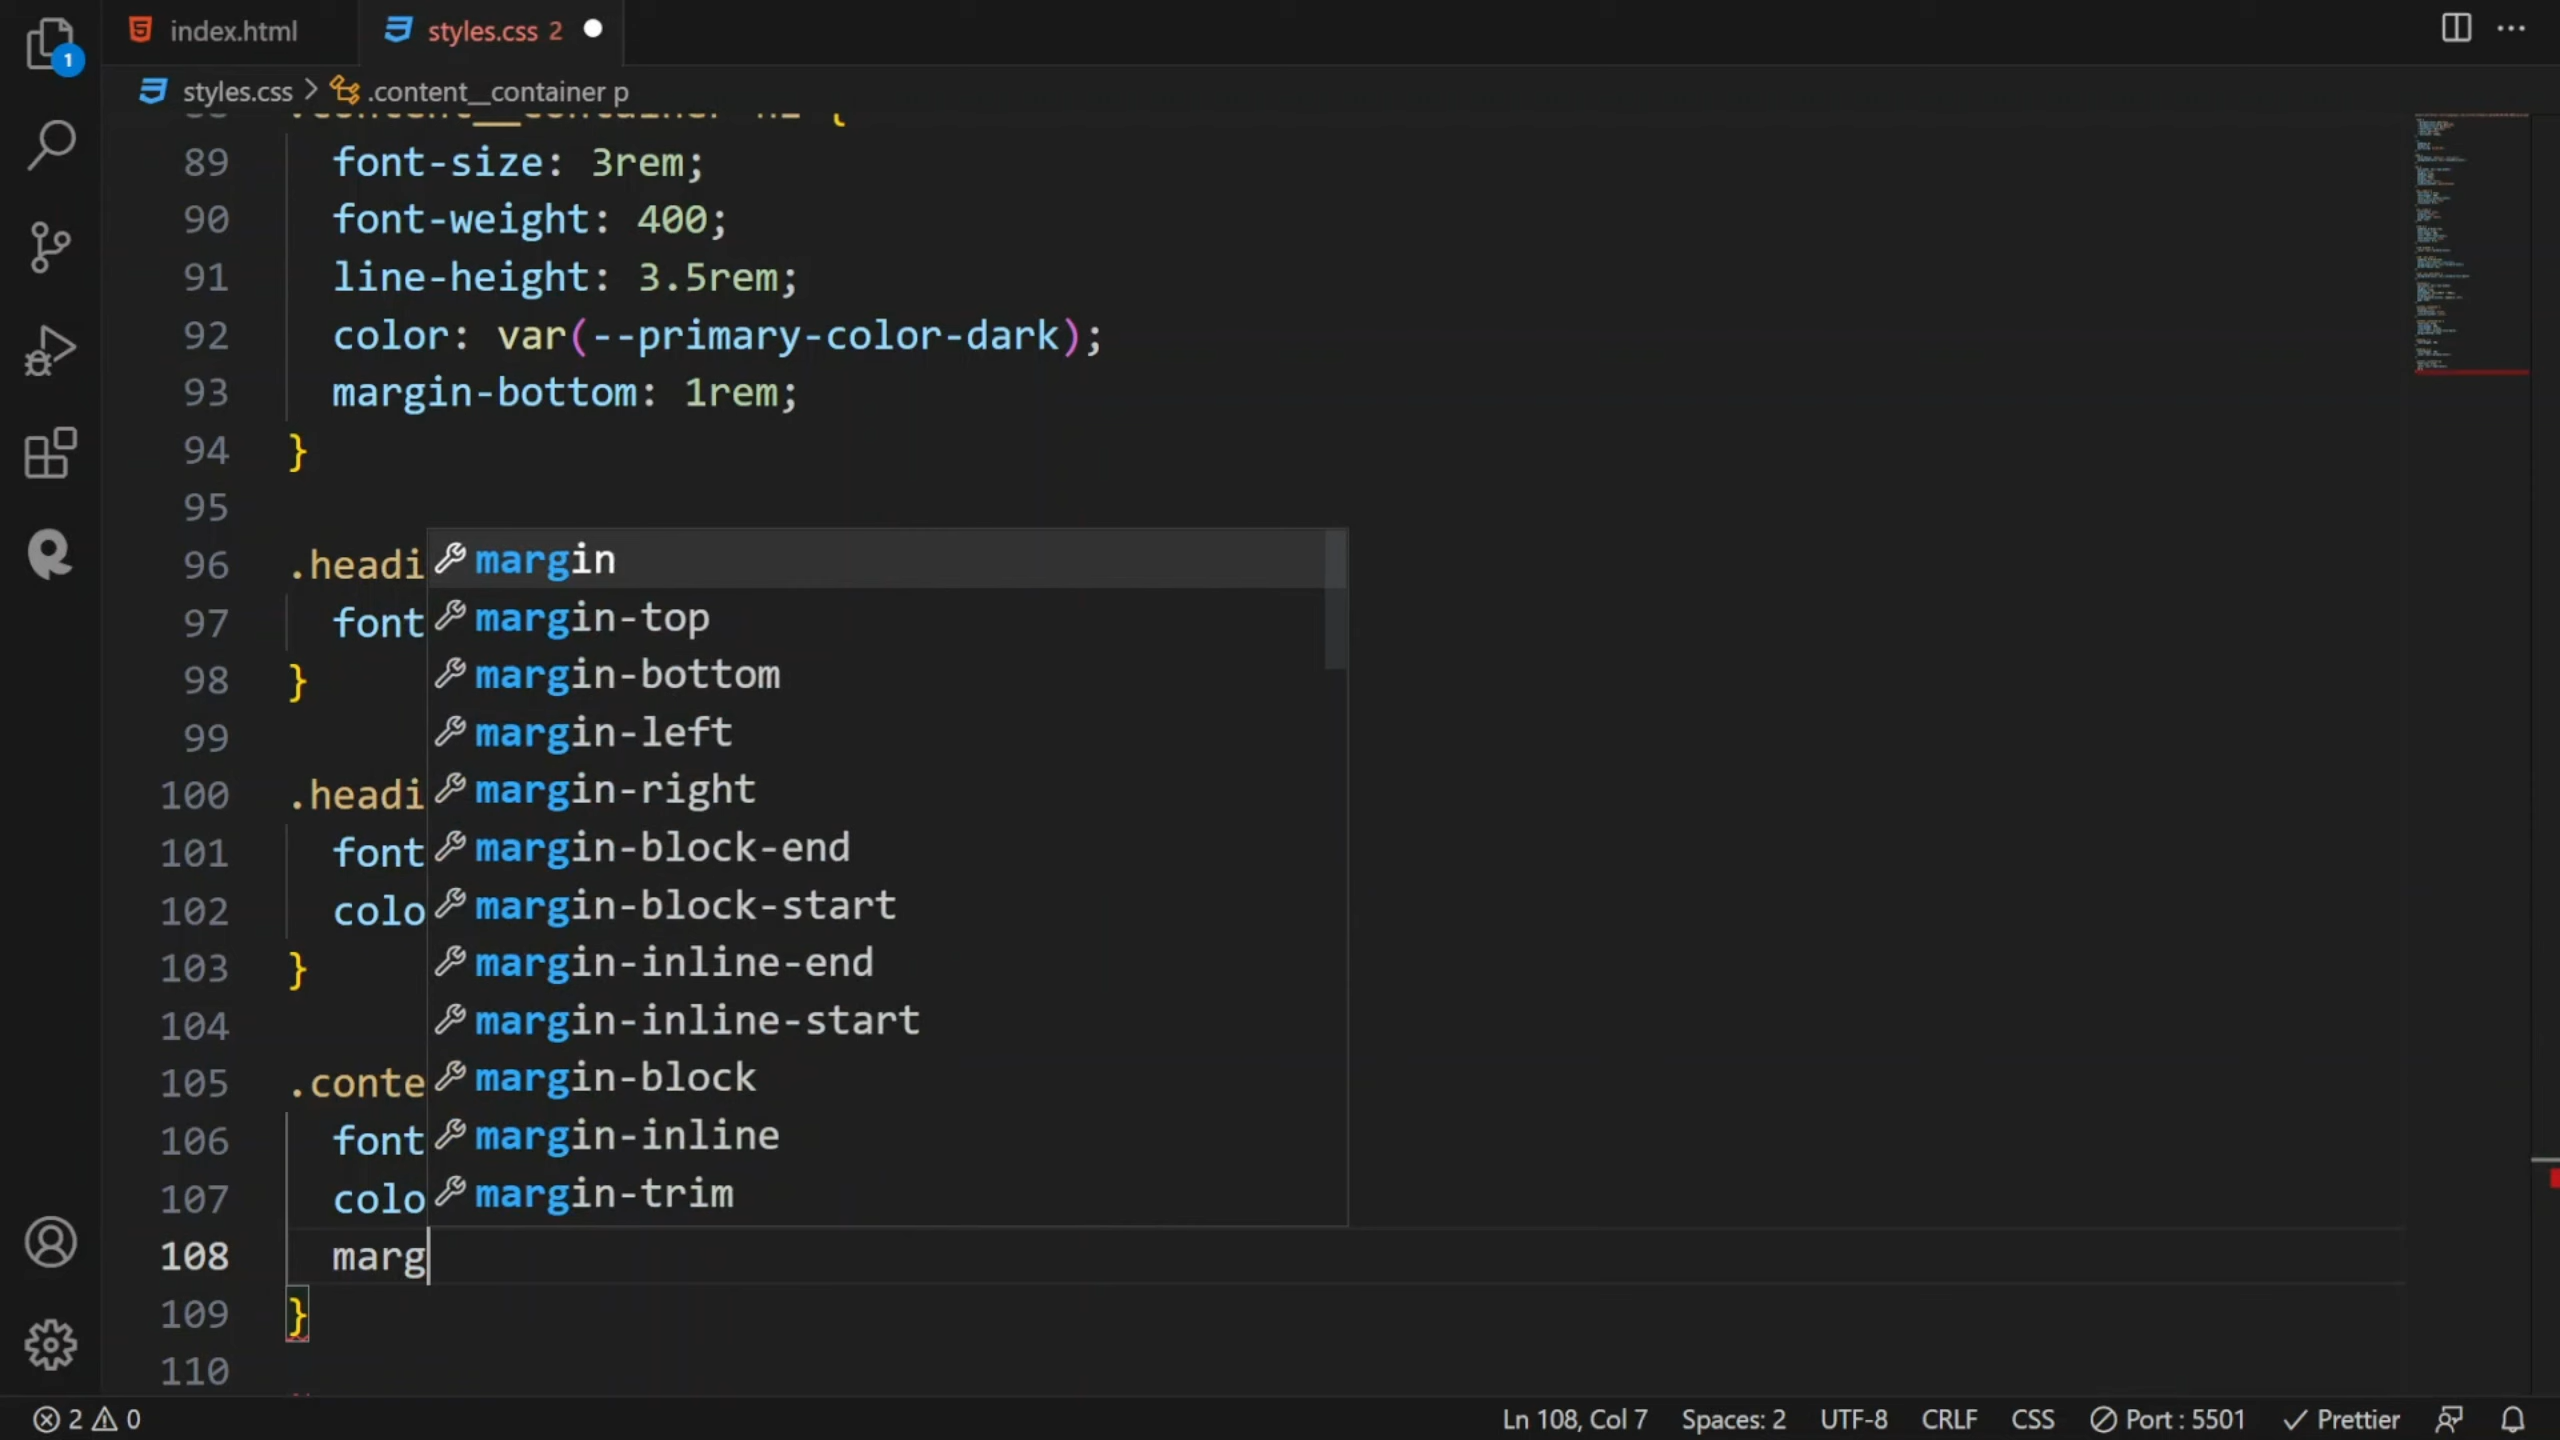 1
index.html
styles.css 2
styles.css > .content__container p
89 font-size: 3rem;
90 font-weight: 400;
91 line-height: 3.5rem;
92 color: var(--primary-color-dark);
93 margin-bottom: 1rem;
94 }
95
96 .headi
97 font
98 }
99
100 .headi
101 font
102 colo
103 }
104
105 .conte
106 font
107 colo
108 marg
109 }
110
margin
margin-top
margin-bottom
margin-left
margin-right
margin-block-end
margin-block-start
margin-inline-end
margin-inline-start
margin-block
margin-inline
margin-trim
2 0 Ln 108, Col 7 Spaces: 2 UTF-8 CRLF CSS Port : 5501 Prettier